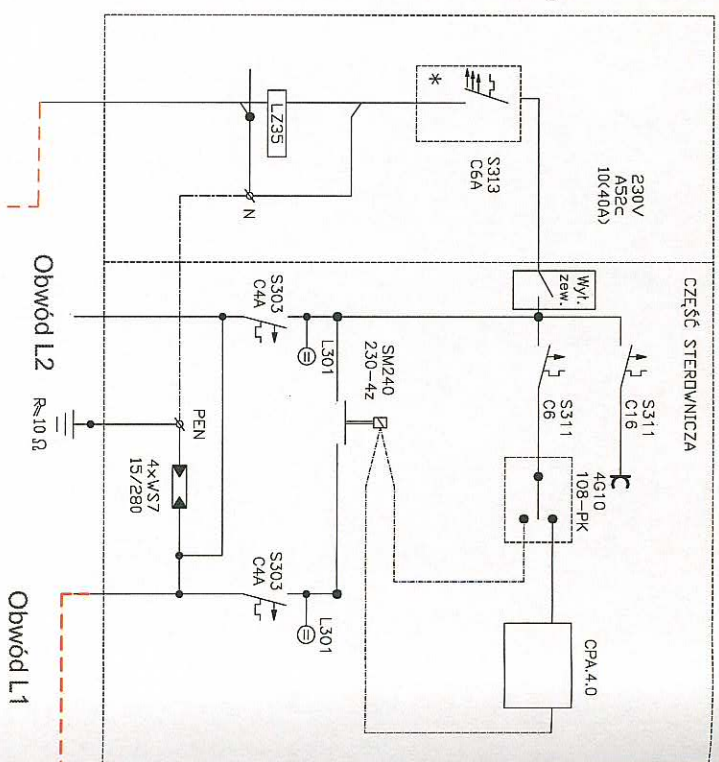 CZĘŚĆ STEROWNICZA
230V
A52c
10(40A)
S313
C6A
*
LZ35
N
Wył.
zew.
S311
C16
S311
C6
4G10
108-PK
CPA.4.0
SM240
230-4z
L301
S303
C4A
L301
S303
C4A
PEN
4xWS7
15/280
R≤10 Ω
Obwód L2
Obwód L1